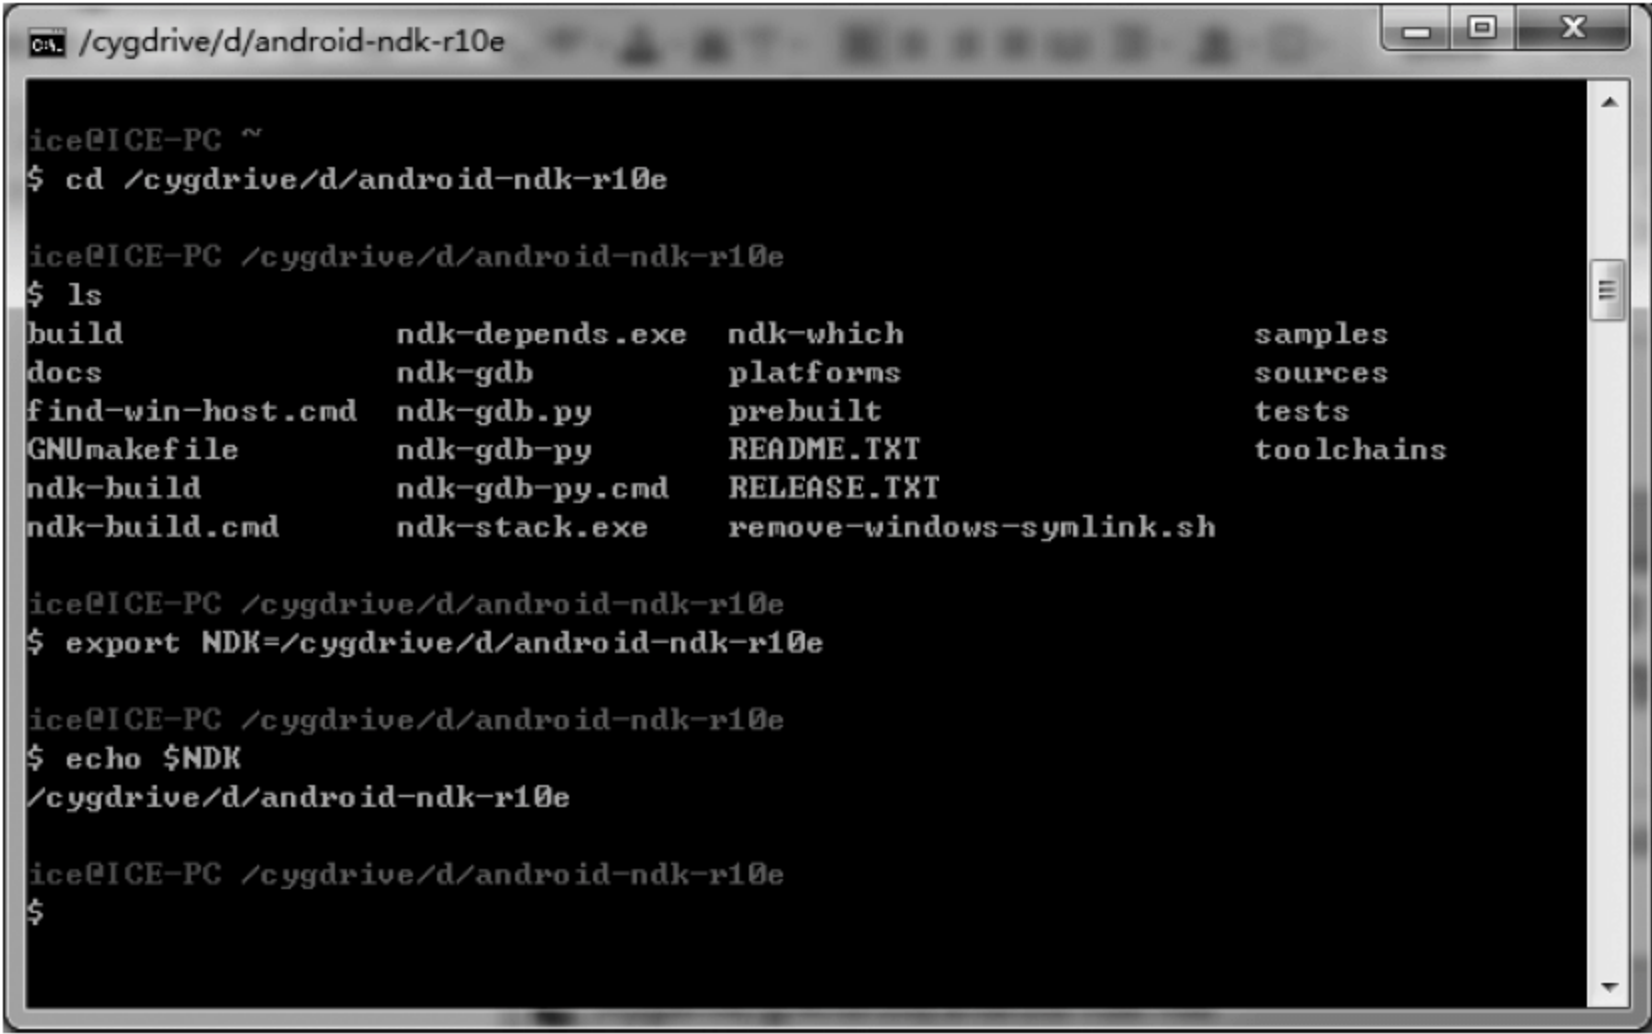 /cygdrive/d/android-ndk-r10e
ice@ICE-PC ~
$ cd /cygdrive/d/android-ndk-r10e
ice@ICE-PC /cygdrive/d/android-ndk-r10e
$ ls
build ndk-depends.exe ndk-which samples
docs ndk-gdb platforms sources
find-win-host.cmd ndk-gdb.py prebuilt tests
GNUmakefile ndk-gdb-py README.TXT toolchains
ndk-build ndk-gdb-py.cmd RELEASE.TXT
ndk-build.cmd ndk-stack.exe remove-windows-symlink.sh
ice@ICE-PC /cygdrive/d/android-ndk-r10e
$ export NDK=/cygdrive/d/android-ndk-r10e
ice@ICE-PC /cygdrive/d/android-ndk-r10e
$ echo $NDK
/cygdrive/d/android-ndk-r10e
ice@ICE-PC /cygdrive/d/android-ndk-r10e
$